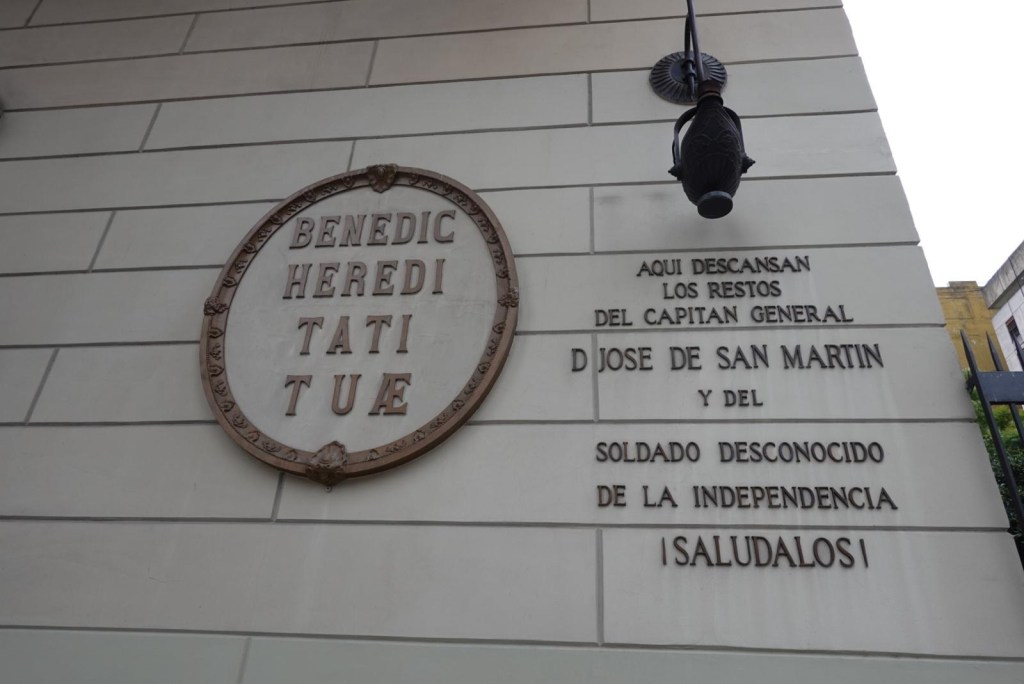 BENEDIC
HEREDI
TATI
TUÆ
AQUI DESCANSAN
LOS RESTOS
DEL CAPITAN GENERAL
D JOSE DE SAN MARTIN
Y DEL
SOLDADO DESCONOCIDO
DE LA INDEPENDENCIA
¡SALUDALOS!